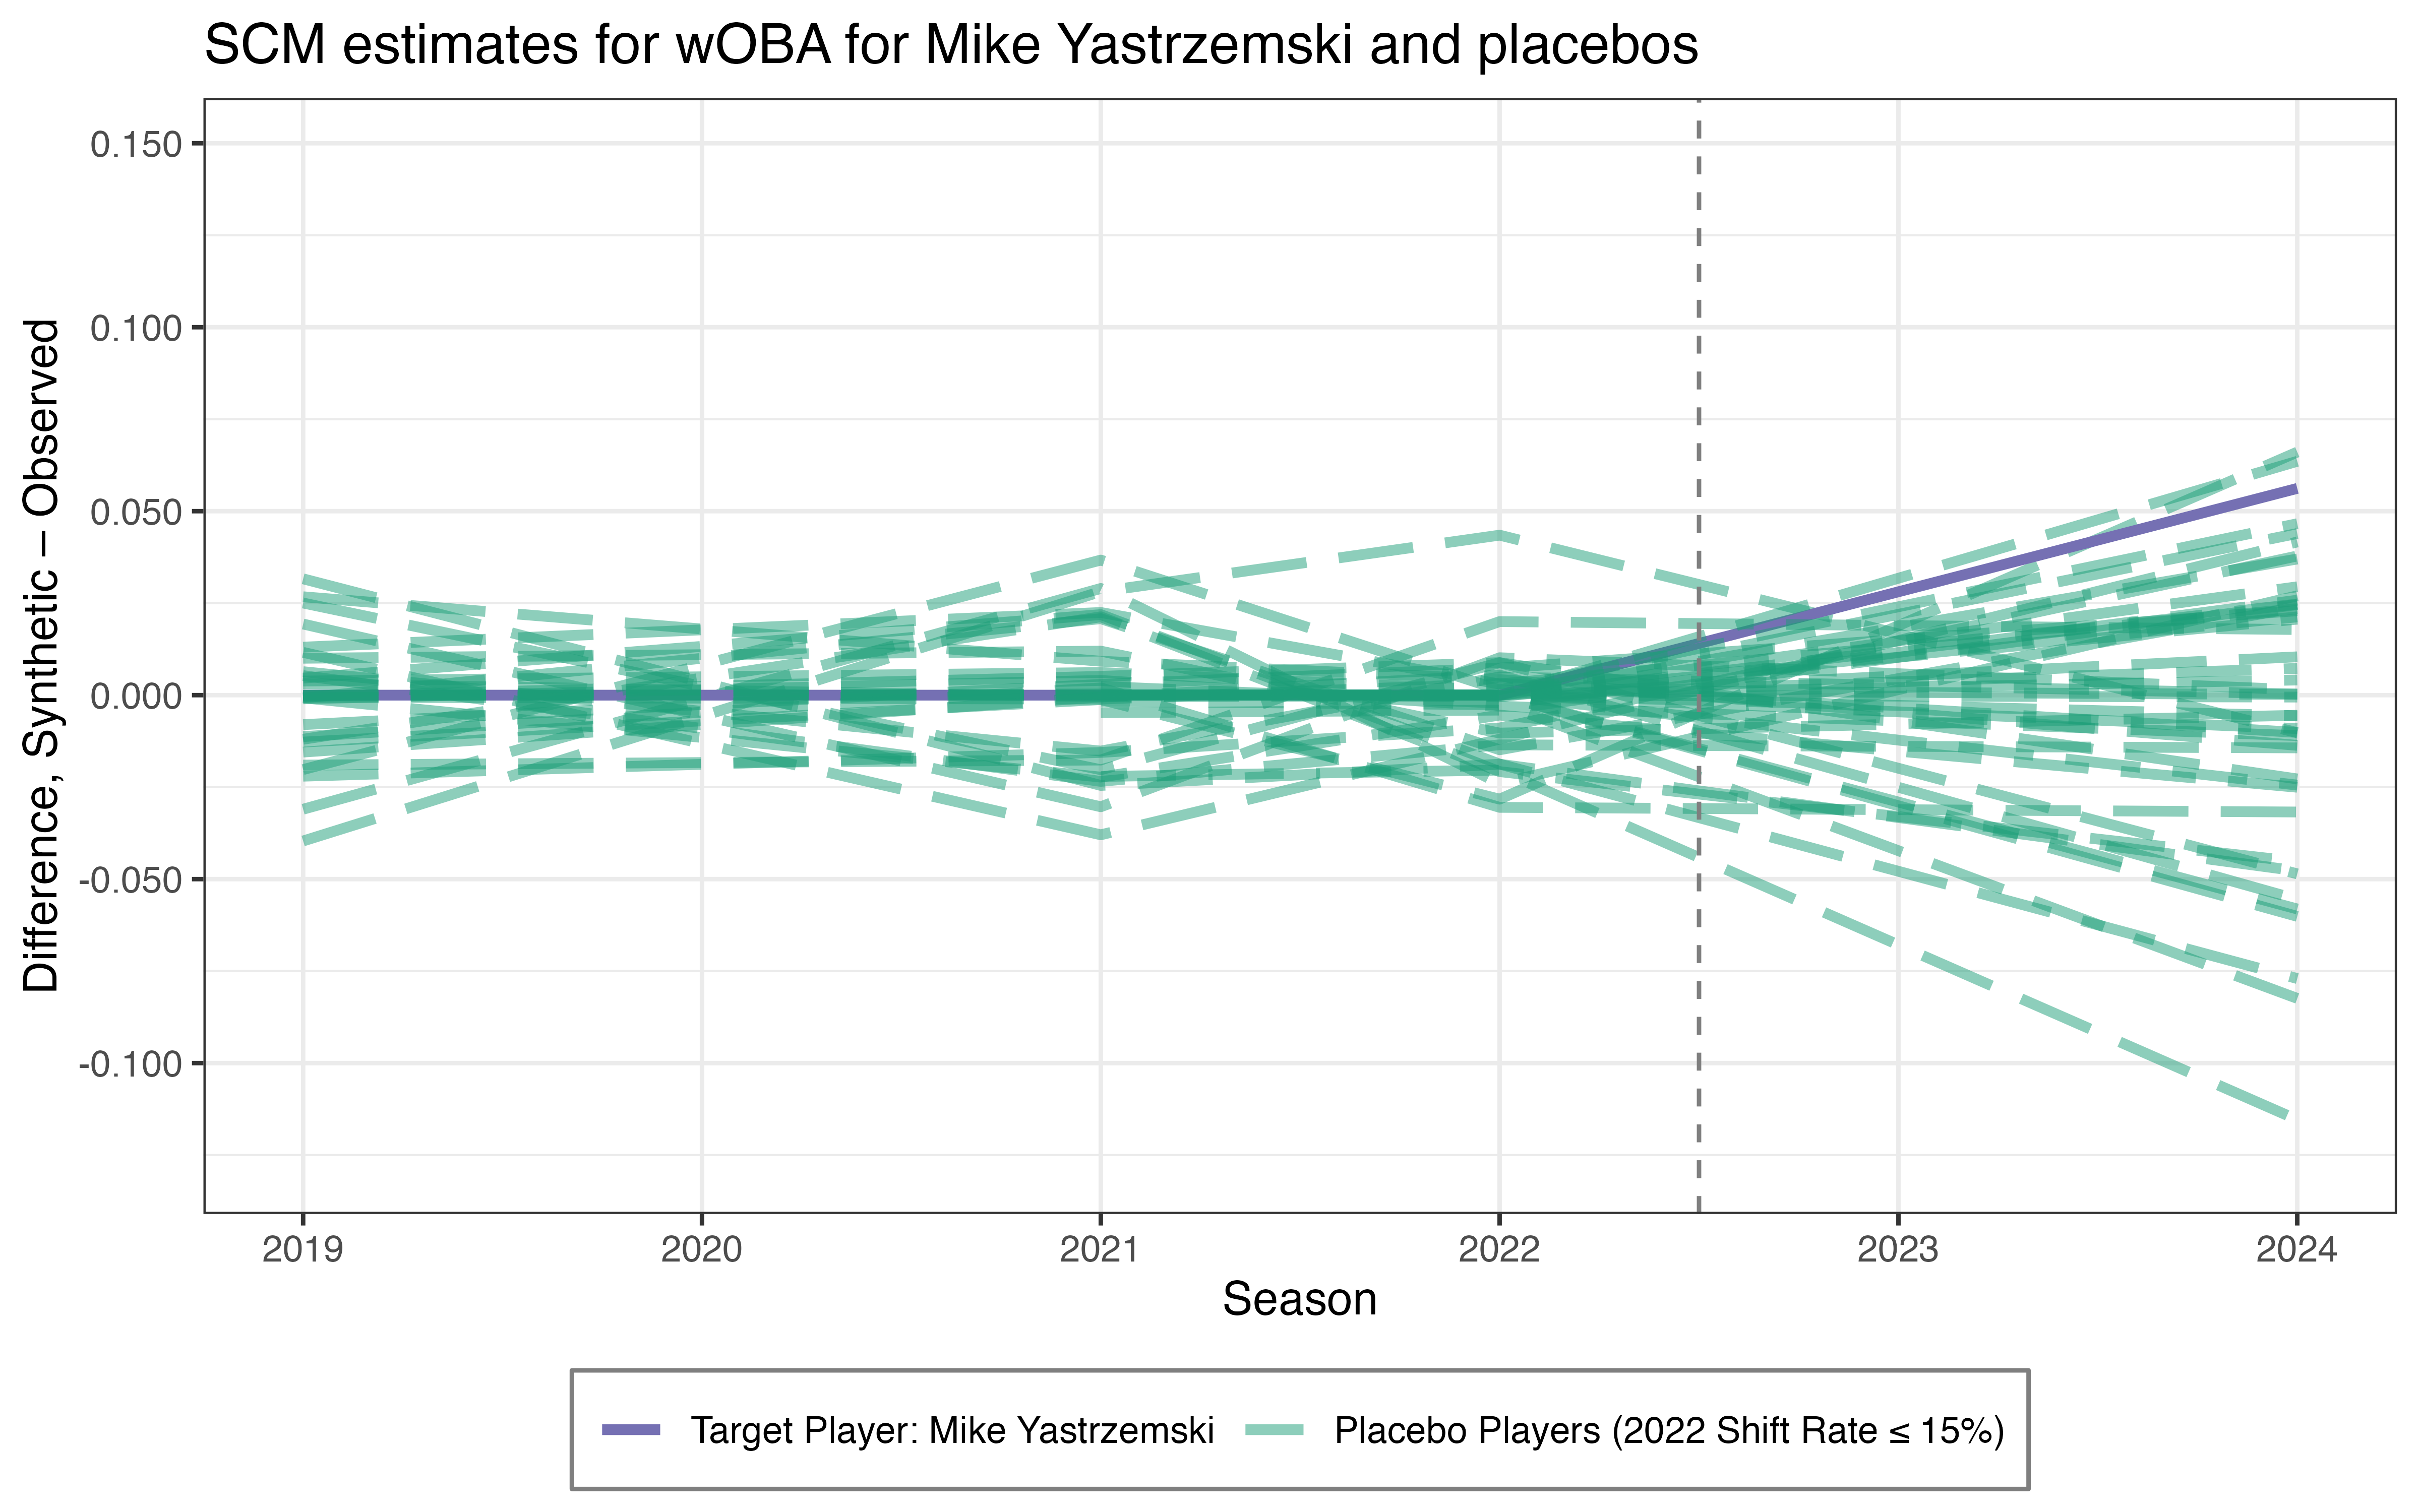 SCM estimates for wOBA for Mike Yastrzemski and placebos
Difference, Synthetic – Observed
0.150
0.100
0.050
0.000
-0.050
-0.100
2019 2020 2021 2022 2023 2024
Season
Target Player: Mike Yastrzemski Placebo Players (2022 Shift Rate ≤ 15%)